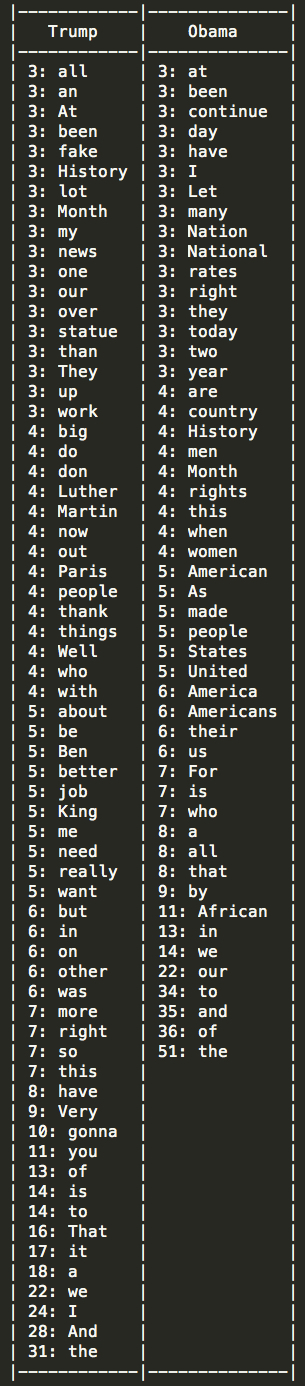 |------------|--------------|
|   Trump    |    Obama     |
|------------|--------------|
| 3: all     | 3: at        |
| 3: an      | 3: been      |
| 3: At      | 3: continue  |
| 3: been    | 3: day       |
| 3: fake    | 3: have      |
| 3: History | 3: I         |
| 3: lot     | 3: Let       |
| 3: Month   | 3: many      |
| 3: my      | 3: Nation    |
| 3: news    | 3: National  |
| 3: one     | 3: rates     |
| 3: our     | 3: right     |
| 3: over    | 3: they      |
| 3: statue  | 3: today     |
| 3: than    | 3: two       |
| 3: They    | 3: year      |
| 3: up      | 4: are       |
| 3: work    | 4: country   |
| 4: big     | 4: History   |
| 4: do      | 4: men       |
| 4: don     | 4: Month     |
| 4: Luther  | 4: rights    |
| 4: Martin  | 4: this      |
| 4: now     | 4: when      |
| 4: out     | 4: women     |
| 4: Paris   | 5: American  |
| 4: people  | 5: As        |
| 4: thank   | 5: made      |
| 4: things  | 5: people    |
| 4: Well    | 5: States    |
| 4: who     | 5: United    |
| 4: with    | 6: America   |
| 5: about   | 6: Americans |
| 5: be      | 6: their     |
| 5: Ben     | 6: us        |
| 5: better  | 7: For       |
| 5: job     | 7: is        |
| 5: King    | 7: who       |
| 5: me      | 8: a         |
| 5: need    | 8: all       |
| 5: really  | 8: that      |
| 5: want    | 9: by        |
| 6: but     | 11: African  |
| 6: in      | 13: in       |
| 6: on      | 14: we       |
| 6: other   | 22: our      |
| 6: was     | 34: to       |
| 7: more    | 35: and      |
| 7: right   | 36: of       |
| 7: so      | 51: the      |
| 7: this    |              |
| 8: have    |              |
| 9: Very    |              |
| 10: gonna  |              |
| 11: you    |              |
| 13: of     |              |
| 14: is     |              |
| 14: to     |              |
| 16: That   |              |
| 17: it     |              |
| 18: a      |              |
| 22: we     |              |
| 24: I      |              |
| 28: And    |              |
| 31: the    |              |
|------------|--------------|